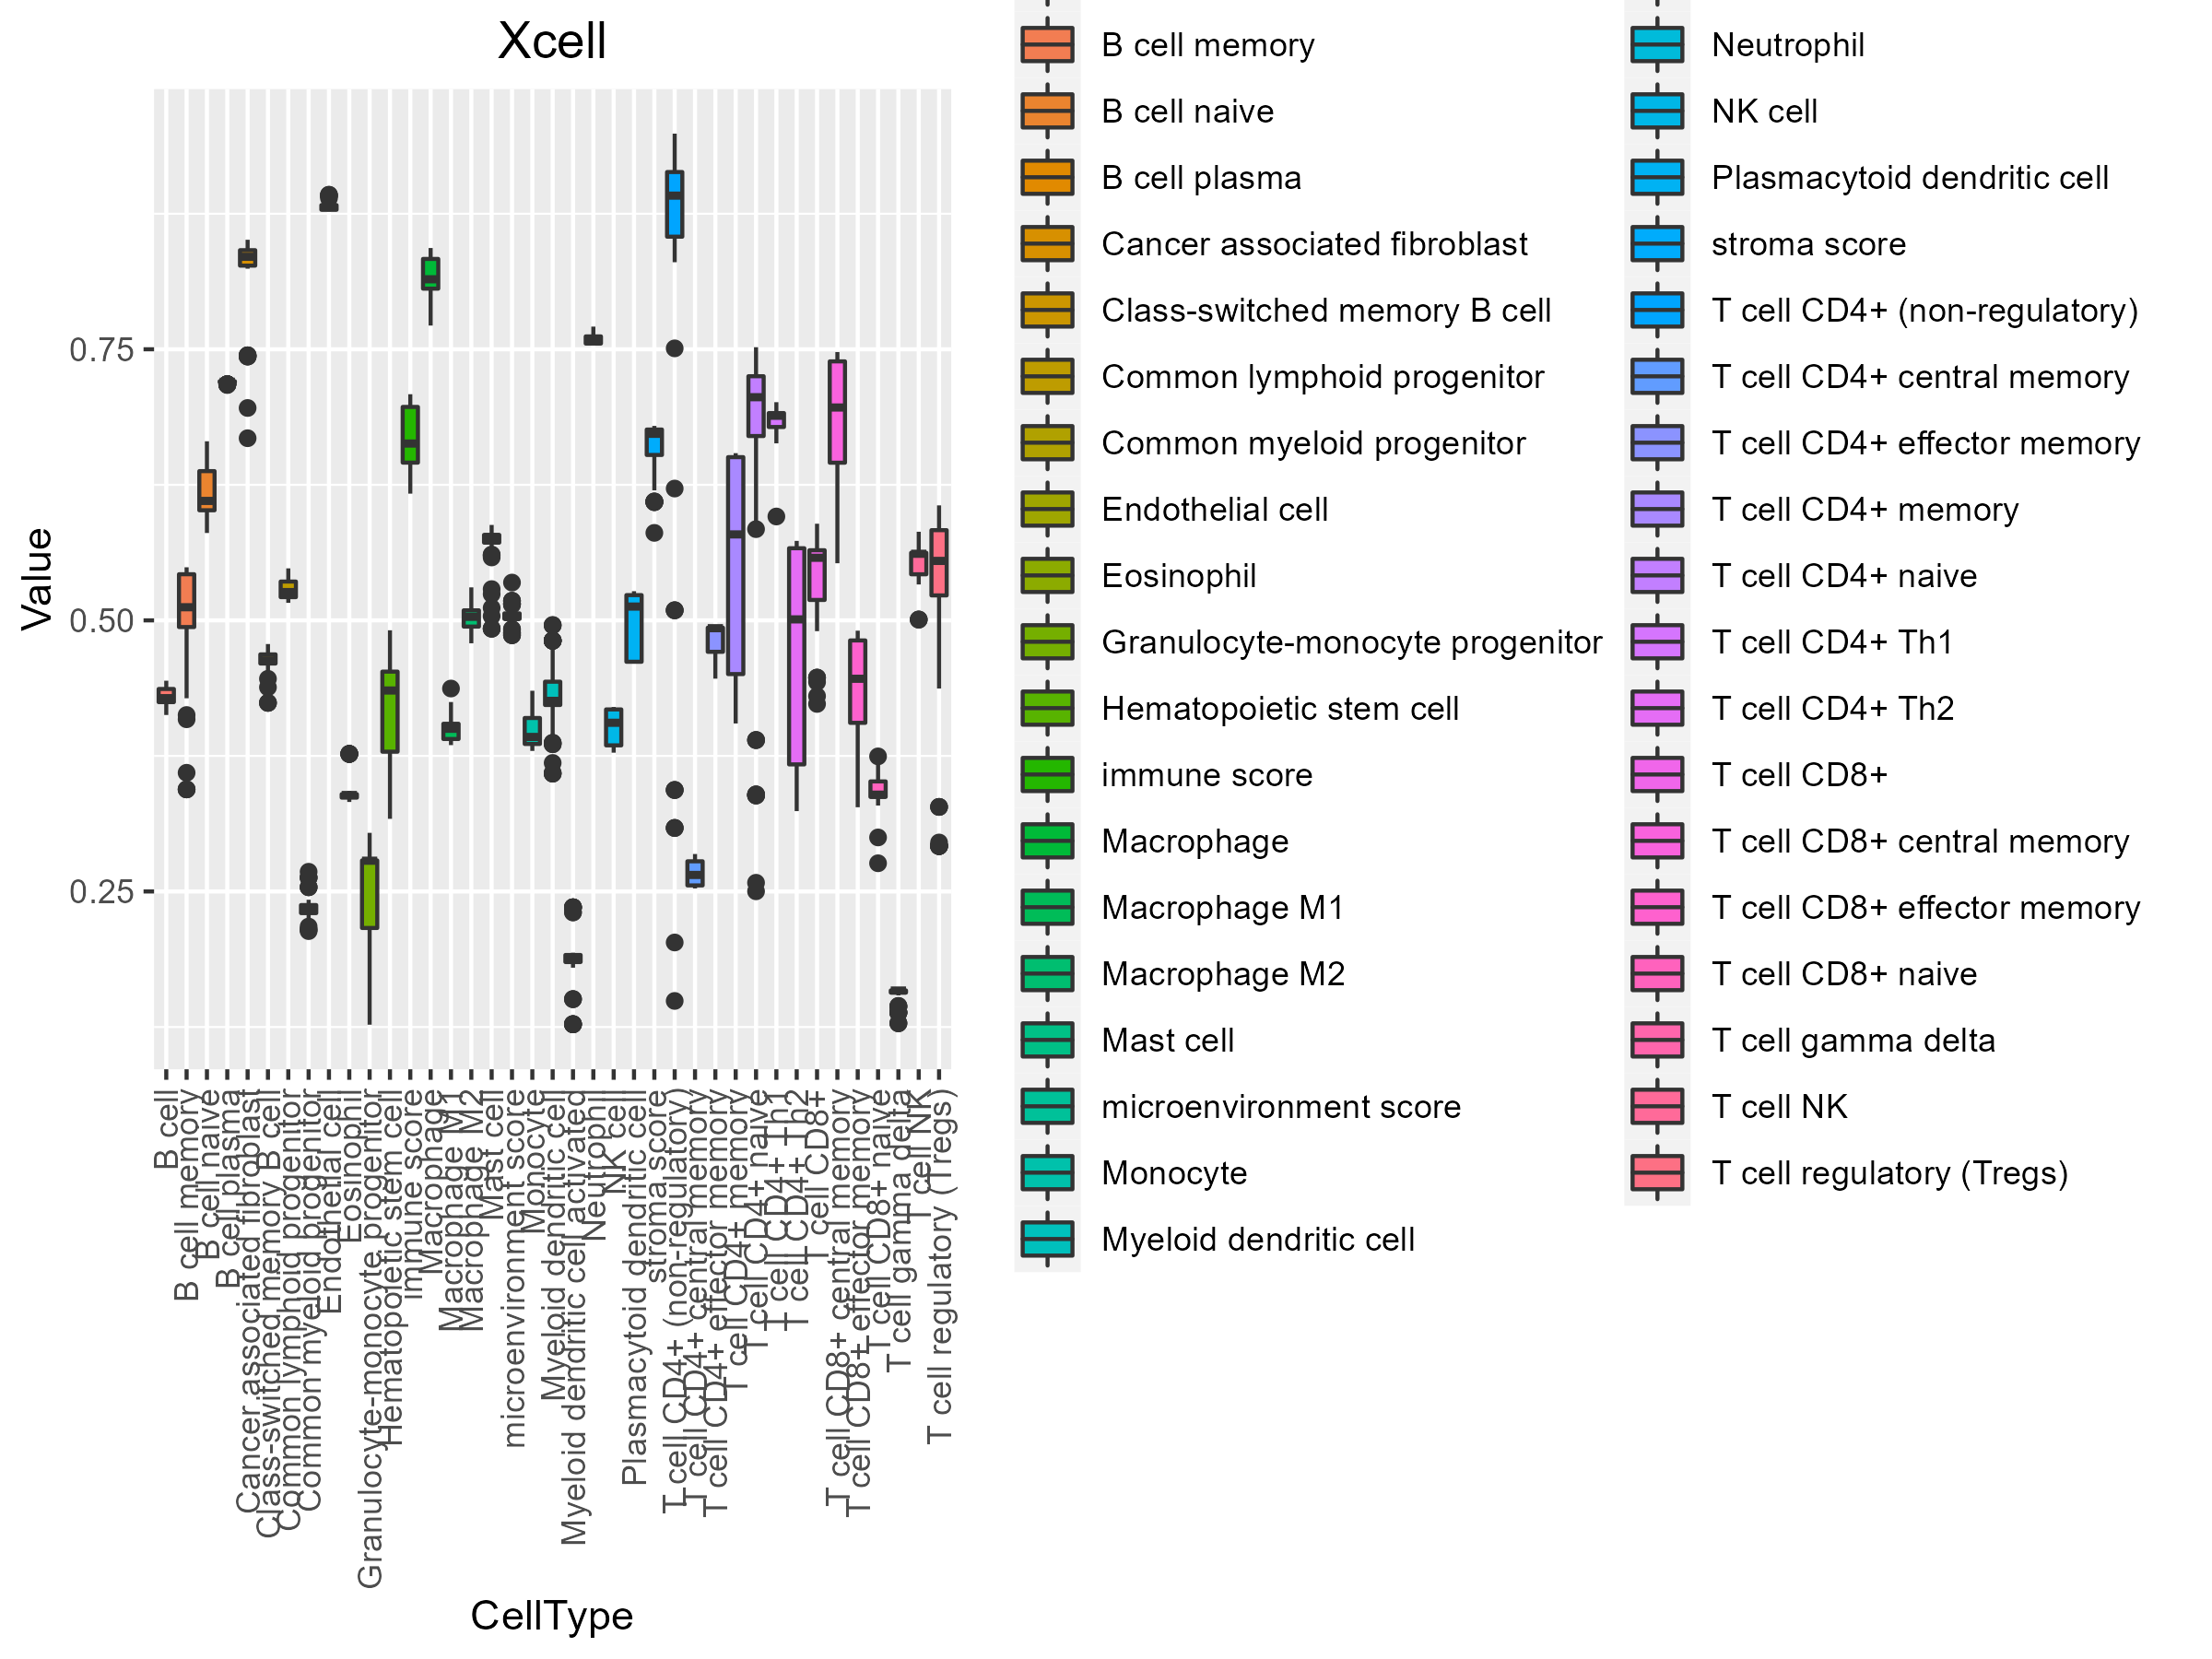 Xcell
Value
0.75
0.50
0.25
B cell
B cell memory
B cell naive
B cell plasma
Cancer associated fibroblast
Class-switched memory B cell
Common lymphoid progenitor
Common myeloid progenitor
Endothelial cell
Eosinophil
Granulocyte-monocyte progenitor
Hematopoietic stem cell
immune score
Macrophage
Macrophage M1
Macrophage M2
Mast cell
microenvironment score
Monocyte
Myeloid dendritic cell
Myeloid dendritic cell activated
Neutrophil
NK cell
Plasmacytoid dendritic cell
stroma score
T cell CD4+ (non-regulatory)
T cell CD4+ central memory
T cell CD4+ effector memory
T cell CD4+ memory
T cell CD4+ naive
T cell CD4+ Th1
T cell CD4+ Th2
T cell CD8+
T cell CD8+ central memory
T cell CD8+ effector memory
T cell CD8+ naive
T cell gamma delta
T cell NK
T cell regulatory (Tregs)
CellType
B cell memory
B cell naive
B cell plasma
Cancer associated fibroblast
Class-switched memory B cell
Common lymphoid progenitor
Common myeloid progenitor
Endothelial cell
Eosinophil
Granulocyte-monocyte progenitor
Hematopoietic stem cell
immune score
Macrophage
Macrophage M1
Macrophage M2
Mast cell
microenvironment score
Monocyte
Myeloid dendritic cell
Neutrophil
NK cell
Plasmacytoid dendritic cell
stroma score
T cell CD4+ (non-regulatory)
T cell CD4+ central memory
T cell CD4+ effector memory
T cell CD4+ memory
T cell CD4+ naive
T cell CD4+ Th1
T cell CD4+ Th2
T cell CD8+
T cell CD8+ central memory
T cell CD8+ effector memory
T cell CD8+ naive
T cell gamma delta
T cell NK
T cell regulatory (Tregs)